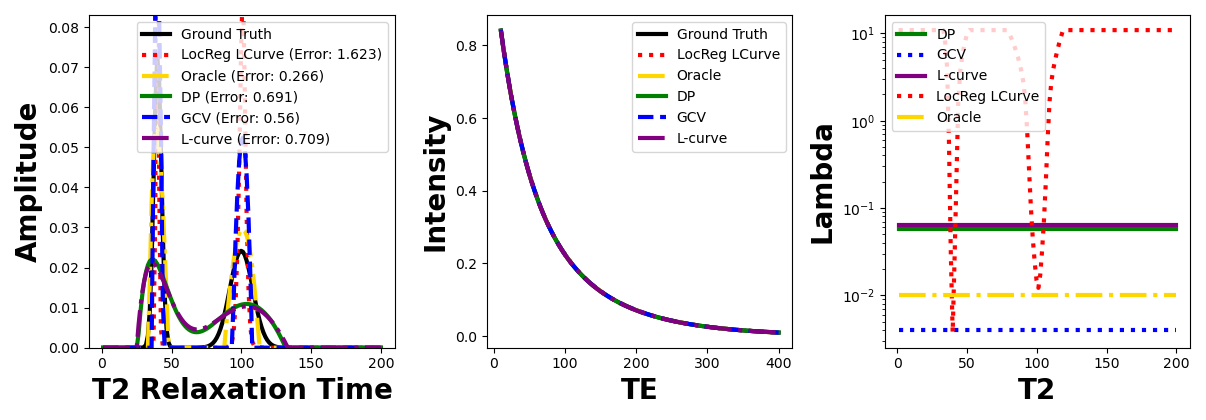 Amplitude
0.08
0.07
0.06
0.05
0.04
0.03
0.02
0.01
0.00
0
50
100
150
200
T2 Relaxation Time
Ground Truth
LocReg LCurve (Error: 1.623)
Oracle (Error: 0.266)
DP (Error: 0.691)
GCV (Error: 0.56)
L-curve (Error: 0.709)
Intensity
0.8
0.6
0.4
0.2
0.0
0
100
200
300
400
TE
Ground Truth
LocReg LCurve
Oracle
DP
GCV
L-curve
Lambda
10¹
10⁰
10⁻¹
10⁻²
0
50
100
150
200
T2
DP
GCV
L-curve
LocReg LCurve
Oracle